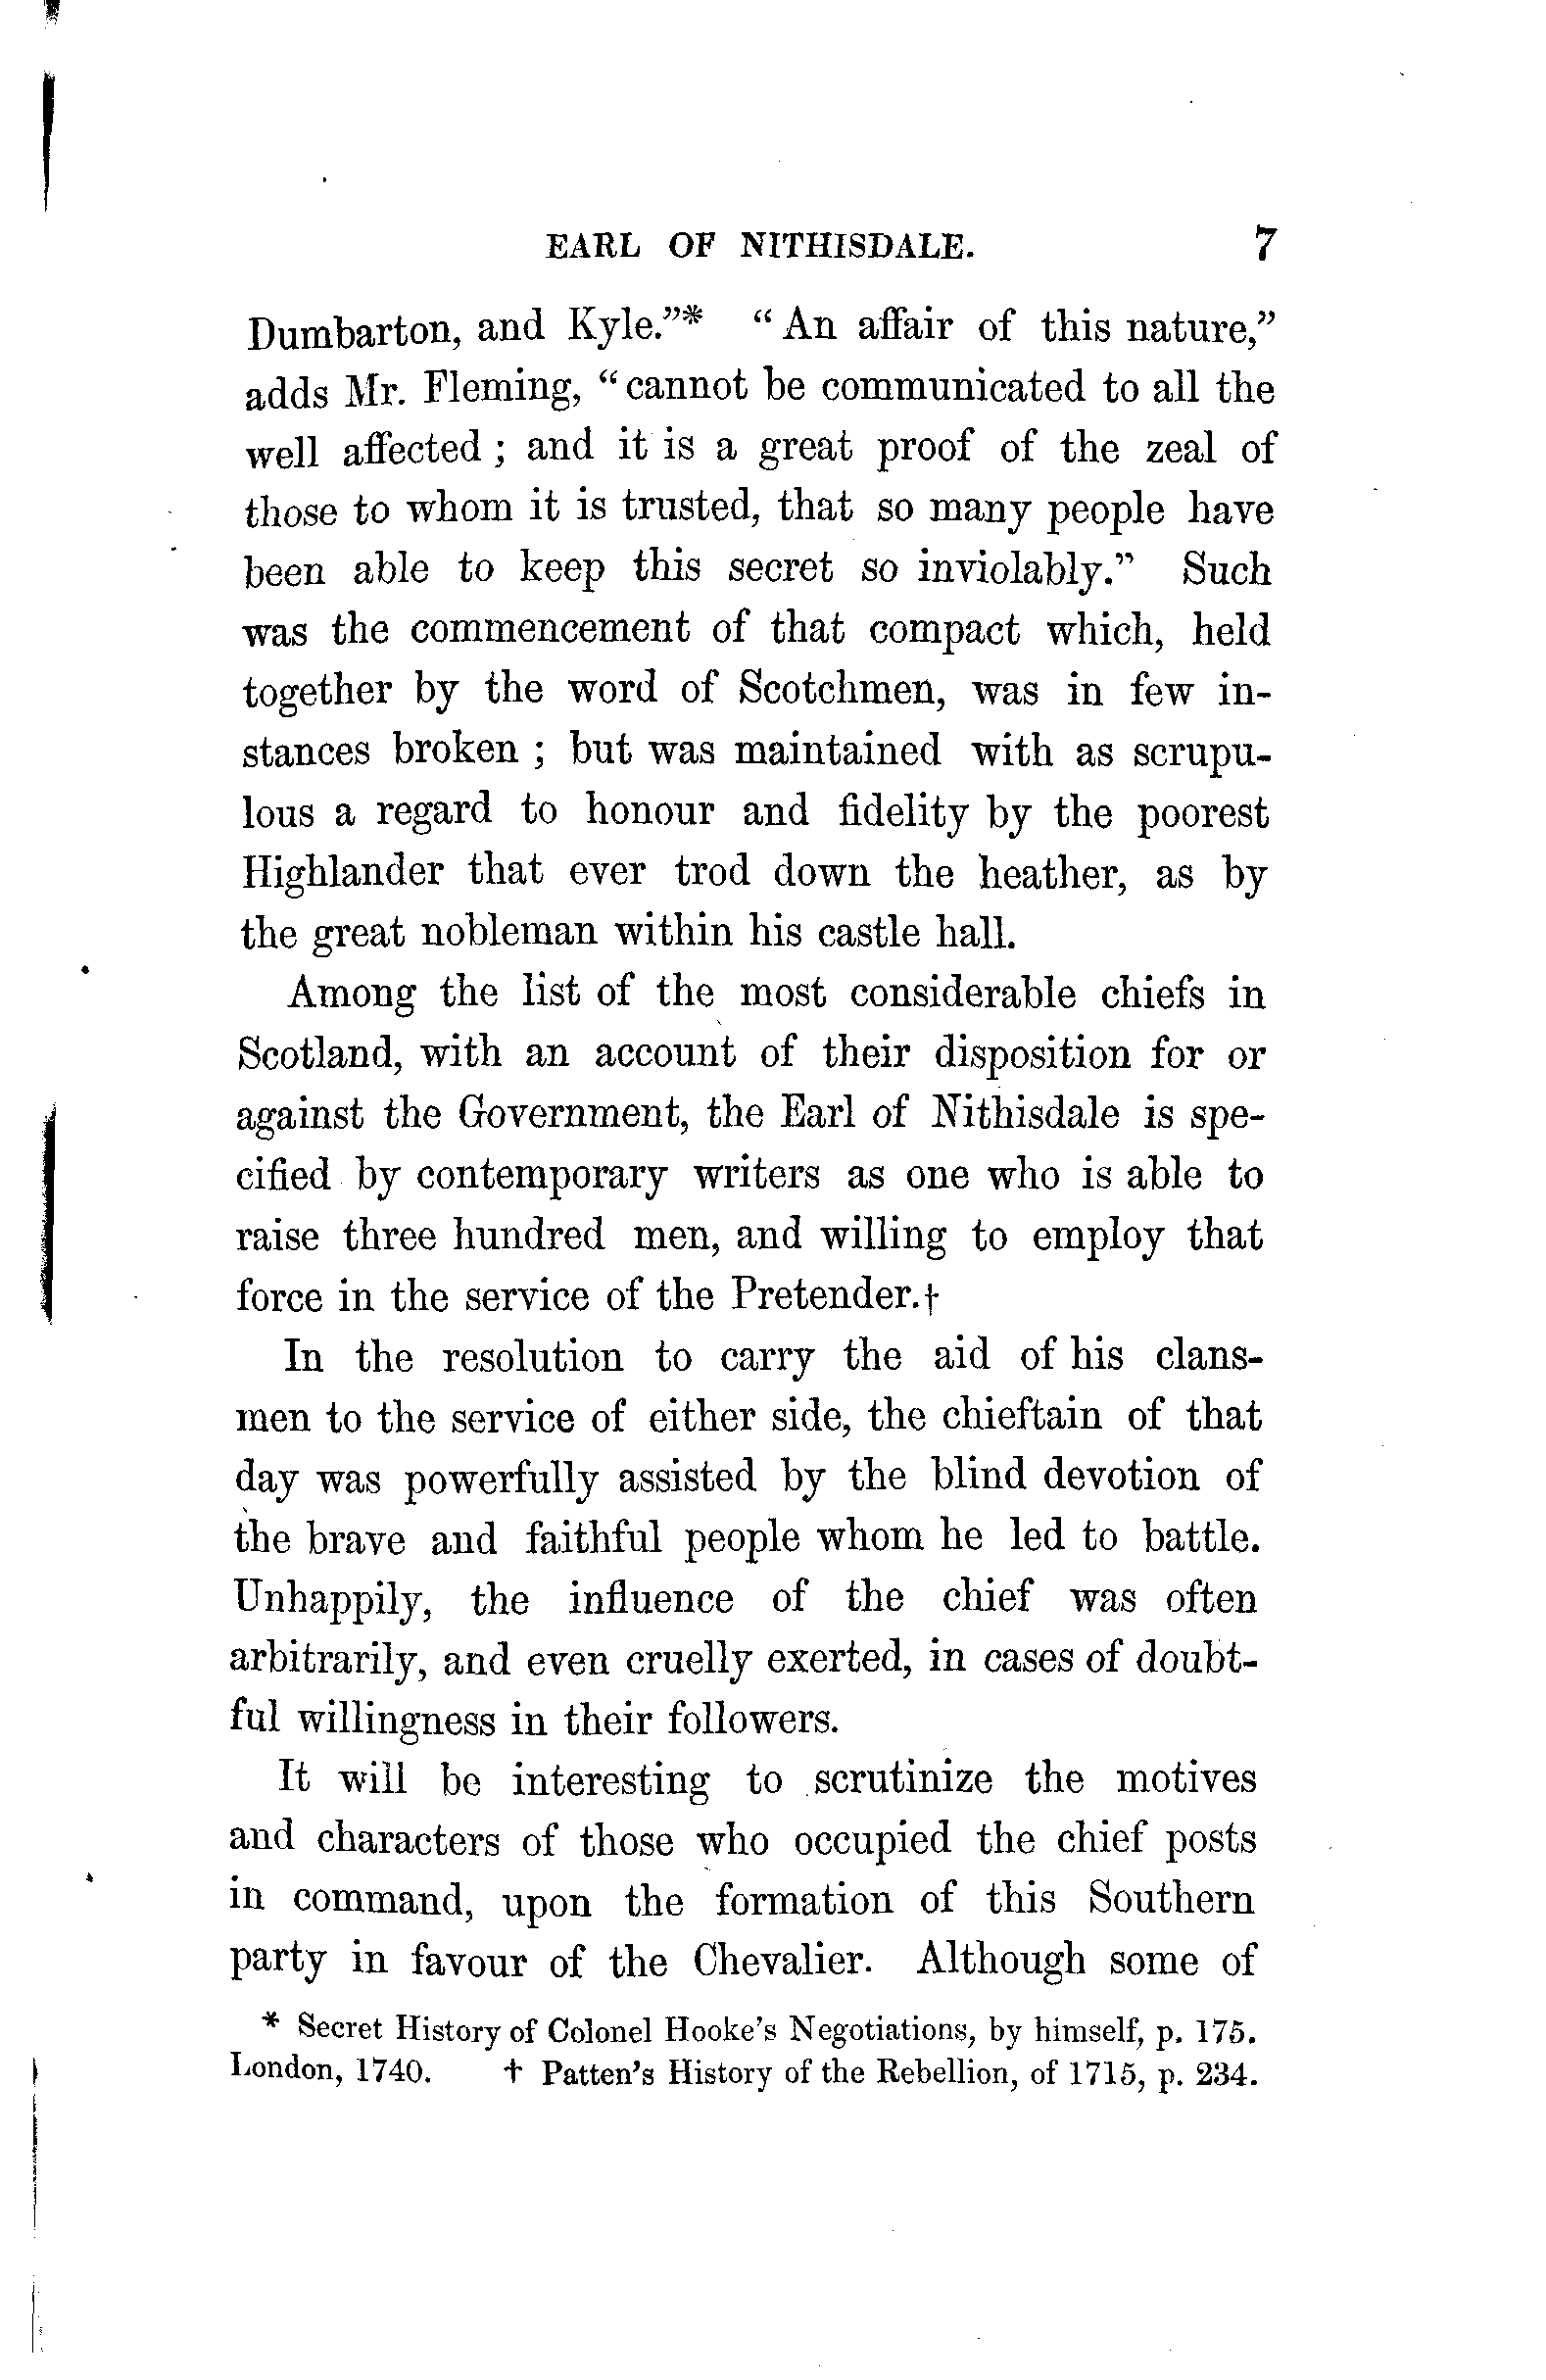 EARL OF NITHISDALE. 7
Dumbarton, and Kyle."* "An affair of this nature,"
adds Mr. Fleming, "cannot be communicated to all the
well affected ; and it is a great proof of the zeal of
those to whom it is trusted, that so many people have
been able to keep this secret so inviolably." Such
was the commencement of that compact which, held
together by the word of Scotchmen, was in few in-
stances broken ; but was maintained with as scrupu-
lous a regard to honour and fidelity by the poorest
Highlander that ever trod down the heather, as by
the great nobleman within his castle hall.
Among the list of the most considerable chiefs in
Scotland, with an account of their disposition for or
against the Government, the Earl of Nithisdale is spe-
cified by contemporary writers as one who is able to
raise three hundred men, and willing to employ that
force in the service of the Pretender.†
In the resolution to carry the aid of his clans-
men to the service of either side, the chieftain of that
day was powerfully assisted by the blind devotion of
the brave and faithful people whom he led to battle.
Unhappily, the influence of the chief was often
arbitrarily, and even cruelly exerted, in cases of doubt-
ful willingness in their followers.
It will be interesting to scrutinize the motives
and characters of those who occupied the chief posts
in command, upon the formation of this Southern
party in favour of the Chevalier. Although some of
* Secret History of Colonel Hooke's Negotiations, by himself, p. 175.
London, 1740. † Patten's History of the Rebellion, of 1715, p. 234.